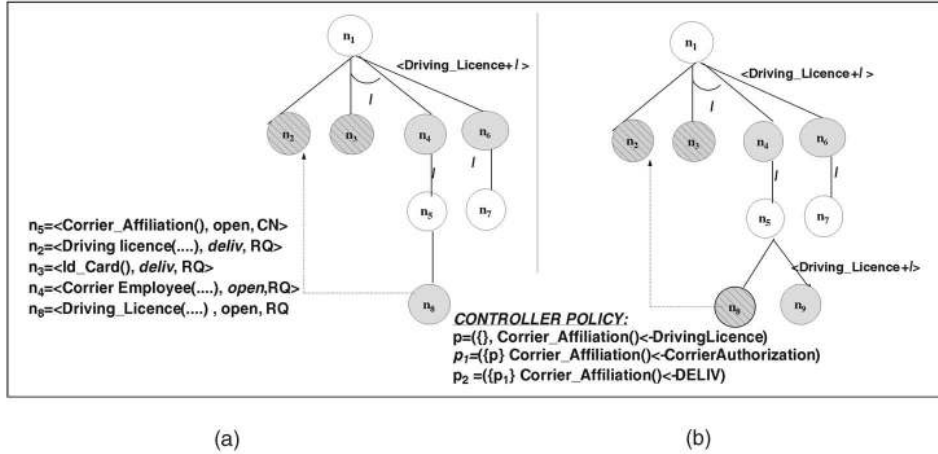 n1
<Driving_Licence+l >
l
n2
n3
n4
n6
l
l
n5
n7
n8
n5=<Corrier_Affiliation(), open, CN>
n2=<Driving licence(....), deliv, RQ>
n3=<Id_Card(), deliv, RQ>
n4=<Corrier Employee(....), open,RQ>
n8=<Driving_Licence(....) , open, RQ
n1
<Driving_Licence+l >
l
n2
n3
n4
n6
l
l
n5
n7
<Driving_Licence+l>
n8
n9
CONTROLLER POLICY:
p=({}, Corrier_Affiliation()<-DrivingLicence)
p1=({p} Corrier_Affiliation()<-CorrierAuthorization)
p2 =({p1} Corrier_Affiliation()<-DELIV)
(a)
(b)